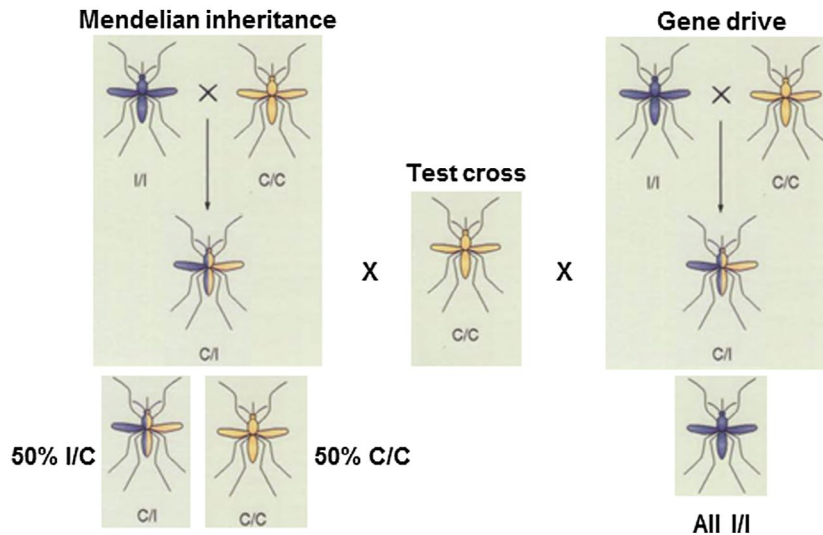 Mendelian inheritance
Gene drive
I/I
C/C
I/I
C/C
Test cross
X
X
C/I
C/C
C/I
50% I/C
50% C/C
C/I
C/C
All I/I